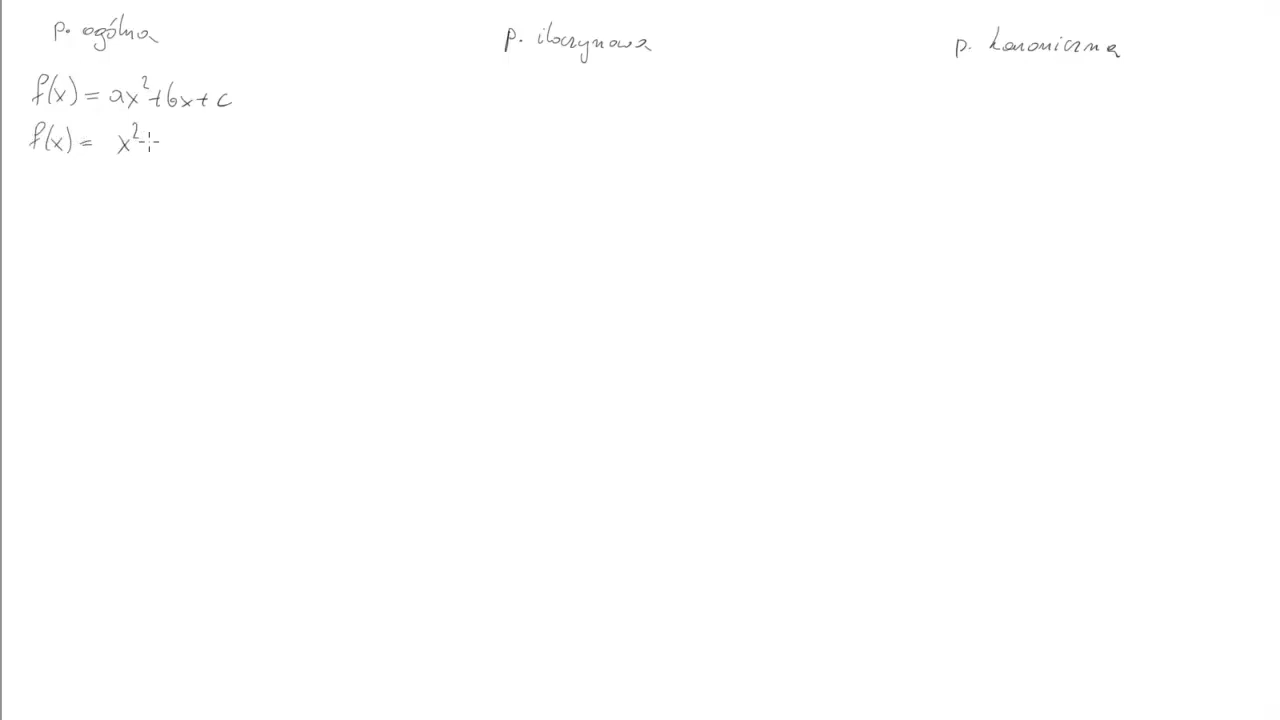 p. ogólna
p. iloczynowa
p. kanoniczna
f(x) = ax²+bx+c
f(x) = x²+